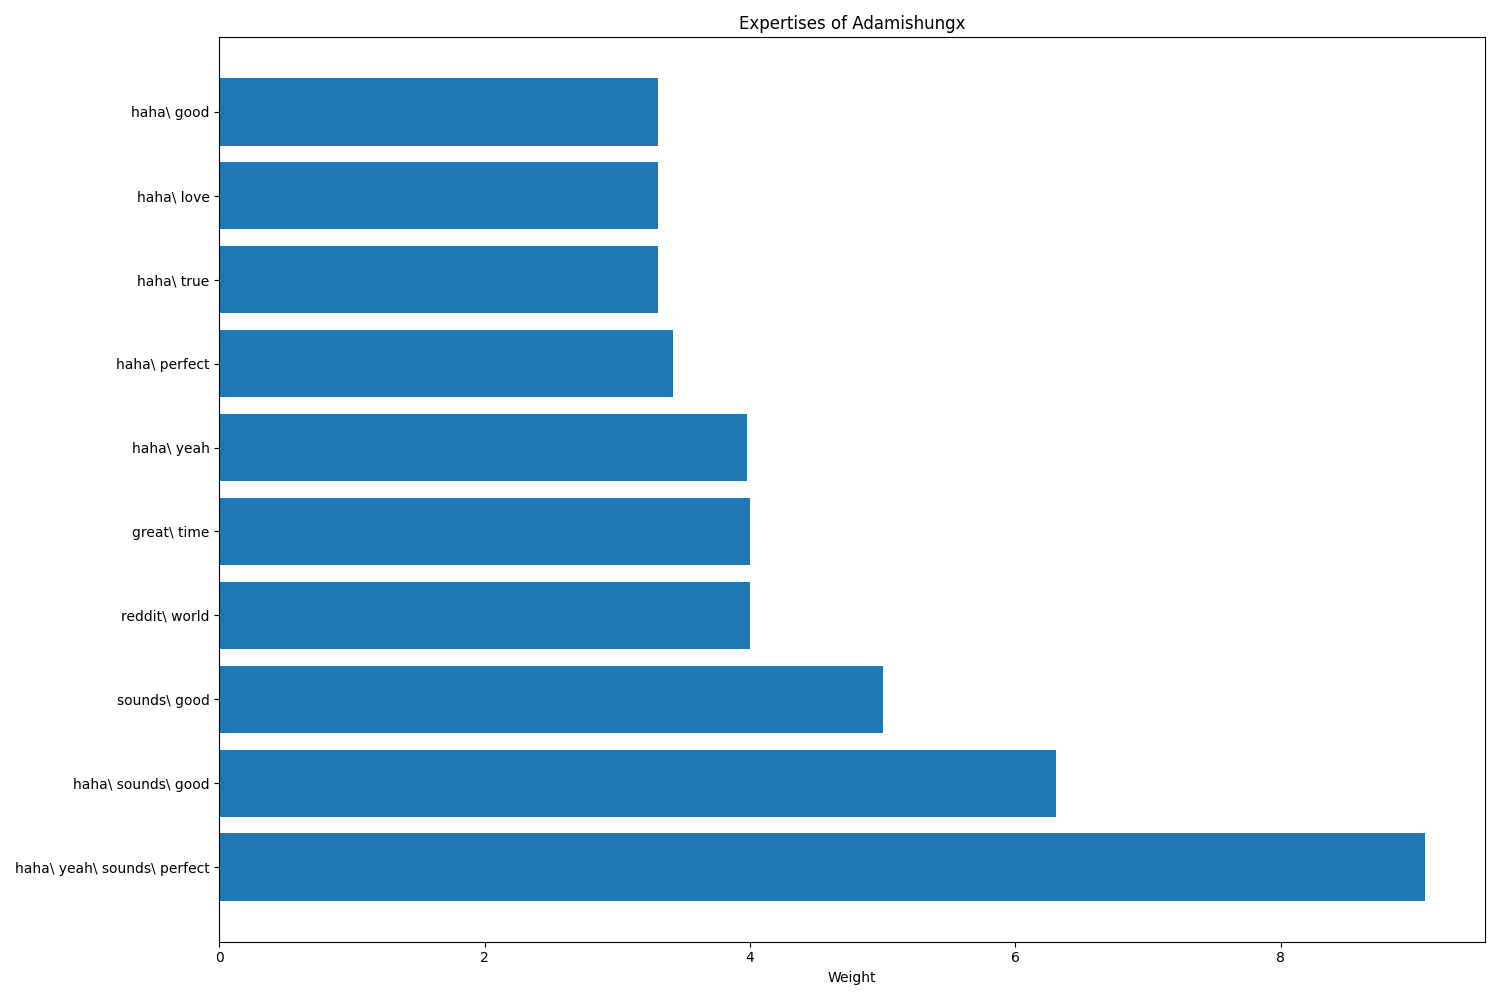 Expertises of Adamishungx
haha\ good
haha\ love
haha\ true
haha\ perfect
haha\ yeah
great\ time
reddit\ world
sounds\ good
haha\ sounds\ good
haha\ yeah\ sounds\ perfect
0 2 4 6 8
Weight